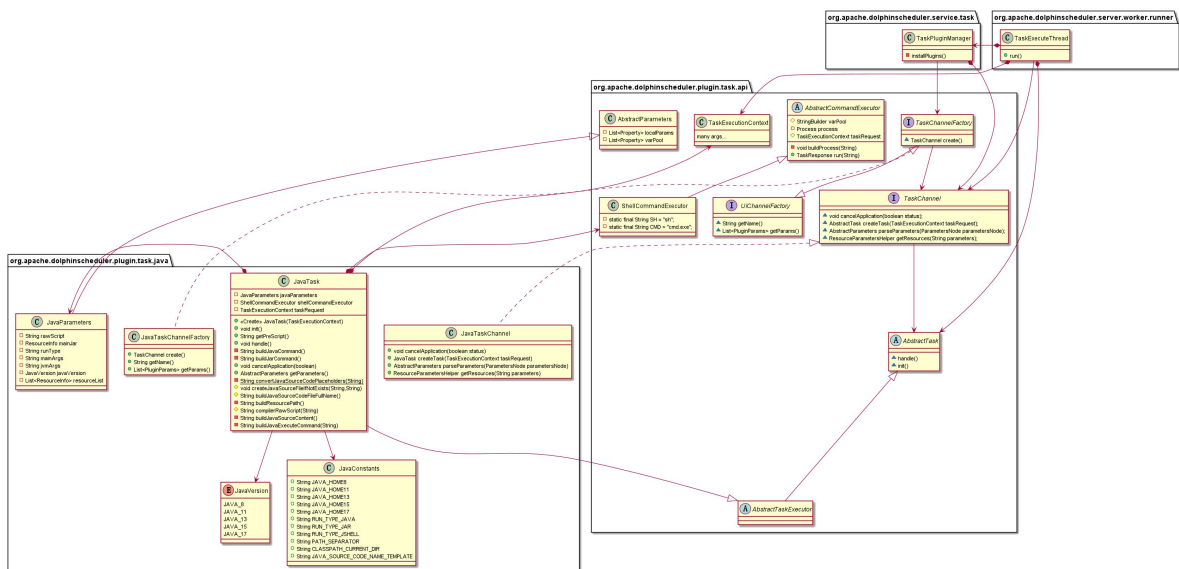 org.apache.dolphinscheduler.service.task
TaskPluginManager
installPlugins()
org.apache.dolphinscheduler.server.worker.runner
TaskExecuteThread
run()
org.apache.dolphinscheduler.plugin.task.api
AbstractParameters
List<Property> localParams
List<Property> varPool
TaskExecutionContext
many args...
AbstractCommandExecutor
StringBuilder varPool
Process process
TaskExecutionContext taskRequest
void buildProcess(String)
TaskResponse run(String)
TaskChannelFactory
TaskChannel create()
ShellCommandExecutor
static final String SH = "sh";
static final String CMD = "cmd.exe";
UiChannelFactory
String getName()
List<PluginParams> getParams()
TaskChannel
void cancelApplication(boolean status);
AbstractTask createTask(TaskExecutionContext taskRequest);
AbstractParameters parseParameters(ParametersNode parametersNode);
ResourceParametersHelper getResources(String parameters);
AbstractTask
handle()
init()
AbstractTaskExecutor
org.apache.dolphinscheduler.plugin.task.java
JavaTask
JavaParameters javaParameters
ShellCommandExecutor shellCommandExecutor
TaskExecutionContext taskRequest
«Create» JavaTask(TaskExecutionContext)
void init()
String getPreScript()
void handle()
String buildJavaCommand()
String buildJarCommand()
void cancelApplication(boolean)
AbstractParameters getParameters()
String convertJavaSourceCodePlaceholders(String)
void createJavaSourceFileIfNotExists(String,String)
String buildJavaSourceCodeFileFullName()
String buildResourcePath()
String compilerRawScript(String)
String buildJavaSourceContent()
String buildJavaExecuteCommand(String)
JavaParameters
String rawScript
ResourceInfo mainJar
String runType
String mainArgs
String jvmArgs
JavaVersion javaVersion
List<ResourceInfo> resourceList
JavaTaskChannelFactory
TaskChannel create()
String getName()
List<PluginParams> getParams()
JavaTaskChannel
void cancelApplication(boolean status)
JavaTask createTask(TaskExecutionContext taskRequest)
AbstractParameters parseParameters(ParametersNode parametersNode)
ResourceParametersHelper getResources(String parameters)
JavaVersion
JAVA_8
JAVA_11
JAVA_13
JAVA_15
JAVA_17
JavaConstants
String JAVA_HOME8
String JAVA_HOME11
String JAVA_HOME13
String JAVA_HOME15
String JAVA_HOME17
String RUN_TYPE_JAVA
String RUN_TYPE_JAR
String RUN_TYPE_JSHELL
String PATH_SEPARATOR
String CLASSPATH_CURRENT_DIR
String JAVA_SOURCE_CODE_NAME_TEMPLATE